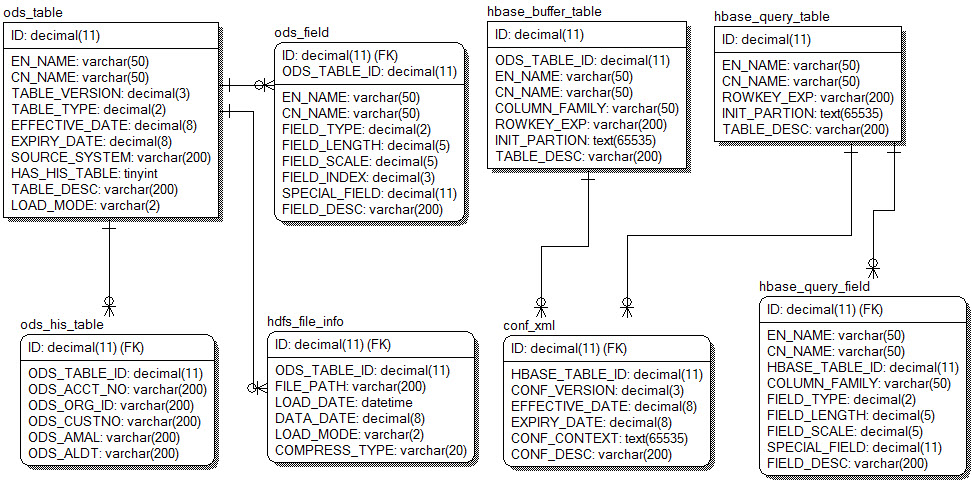 ods_table
ID: decimal(11)
EN_NAME: varchar(50)
CN_NAME: varchar(50)
TABLE_VERSION: decimal(3)
TABLE_TYPE: decimal(2)
EFFECTIVE_DATE: decimal(8)
EXPIRY_DATE: decimal(8)
SOURCE_SYSTEM: varchar(200)
HAS_HIS_TABLE: tinyint
TABLE_DESC: varchar(200)
LOAD_MODE: varchar(2)
ods_field
ID: decimal(11) (FK)
ODS_TABLE_ID: decimal(11)
EN_NAME: varchar(50)
CN_NAME: varchar(50)
FIELD_TYPE: decimal(2)
FIELD_LENGTH: decimal(5)
FIELD_SCALE: decimal(5)
FIELD_INDEX: decimal(3)
SPECIAL_FIELD: decimal(11)
FIELD_DESC: varchar(200)
hbase_buffer_table
ID: decimal(11)
ODS_TABLE_ID: decimal(11)
EN_NAME: varchar(50)
CN_NAME: varchar(50)
COLUMN_FAMILY: varchar(50)
ROWKEY_EXP: varchar(200)
INIT_PARTION: text(65535)
TABLE_DESC: varchar(200)
hbase_query_table
ID: decimal(11)
EN_NAME: varchar(50)
CN_NAME: varchar(50)
ROWKEY_EXP: varchar(200)
INIT_PARTION: text(65535)
TABLE_DESC: varchar(200)
ods_his_table
ID: decimal(11) (FK)
ODS_TABLE_ID: decimal(11)
ODS_ACCT_NO: varchar(200)
ODS_ORG_ID: varchar(200)
ODS_CUSTNO: varchar(200)
ODS_AMAL: varchar(200)
ODS_ALDT: varchar(200)
hdfs_file_info
ID: decimal(11) (FK)
ODS_TABLE_ID: decimal(11)
FILE_PATH: varchar(200)
LOAD_DATE: datetime
DATA_DATE: decimal(8)
LOAD_MODE: varchar(2)
COMPRESS_TYPE: varchar(20)
conf_xml
ID: decimal(11) (FK)
HBASE_TABLE_ID: decimal(11)
CONF_VERSION: decimal(3)
EFFECTIVE_DATE: decimal(8)
EXPIRY_DATE: decimal(8)
CONF_CONTEXT: text(65535)
CONF_DESC: varchar(200)
hbase_query_field
ID: decimal(11) (FK)
EN_NAME: varchar(50)
CN_NAME: varchar(50)
HBASE_TABLE_ID: decimal(11)
COLUMN_FAMILY: varchar(50)
FIELD_TYPE: decimal(2)
FIELD_LENGTH: decimal(5)
FIELD_SCALE: decimal(5)
SPECIAL_FIELD: decimal(11)
FIELD_DESC: varchar(200)